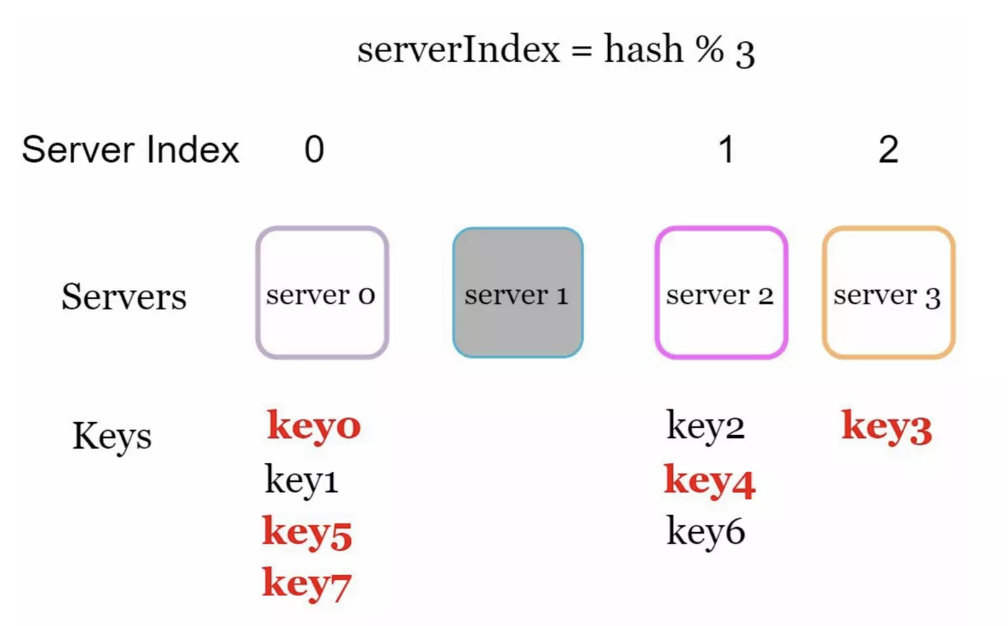 serverIndex = hash % 3
Server Index 0 1 2
Servers server 0 server 1 server 2 server 3
Keys key0 key2 key3
key1 key4
key5 key6
key7